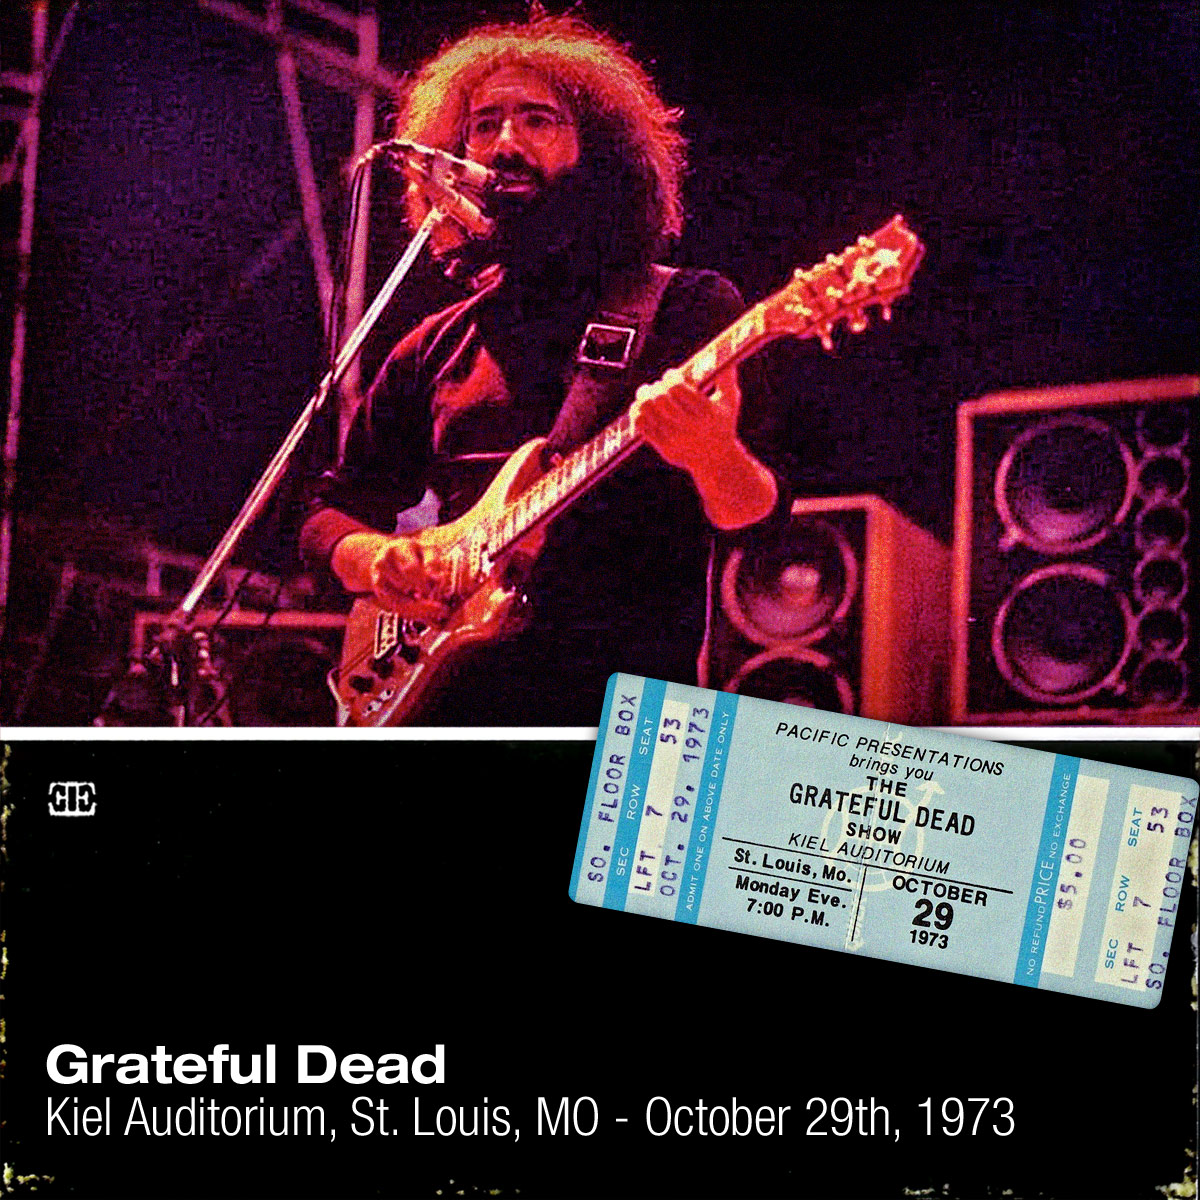 SO. FLOOR BOX
SEC ROW SEAT
LFT 7 53
OCT. 29, 1973
ADMIT ONE ON ABOVE DATE ONLY
PACIFIC PRESENTATIONS
brings you
THE
GRATEFUL DEAD
SHOW
KIEL AUDITORIUM
St. Louis, Mo.
Monday Eve.
7:00 P.M.
OCTOBER
29
1973
NO REFUND PRICE NO EXCHANGE
$5.00
SEC ROW SEAT
LFT 7 53
SO. FLOOR BOX
Grateful Dead
Kiel Auditorium, St. Louis, MO - October 29th, 1973